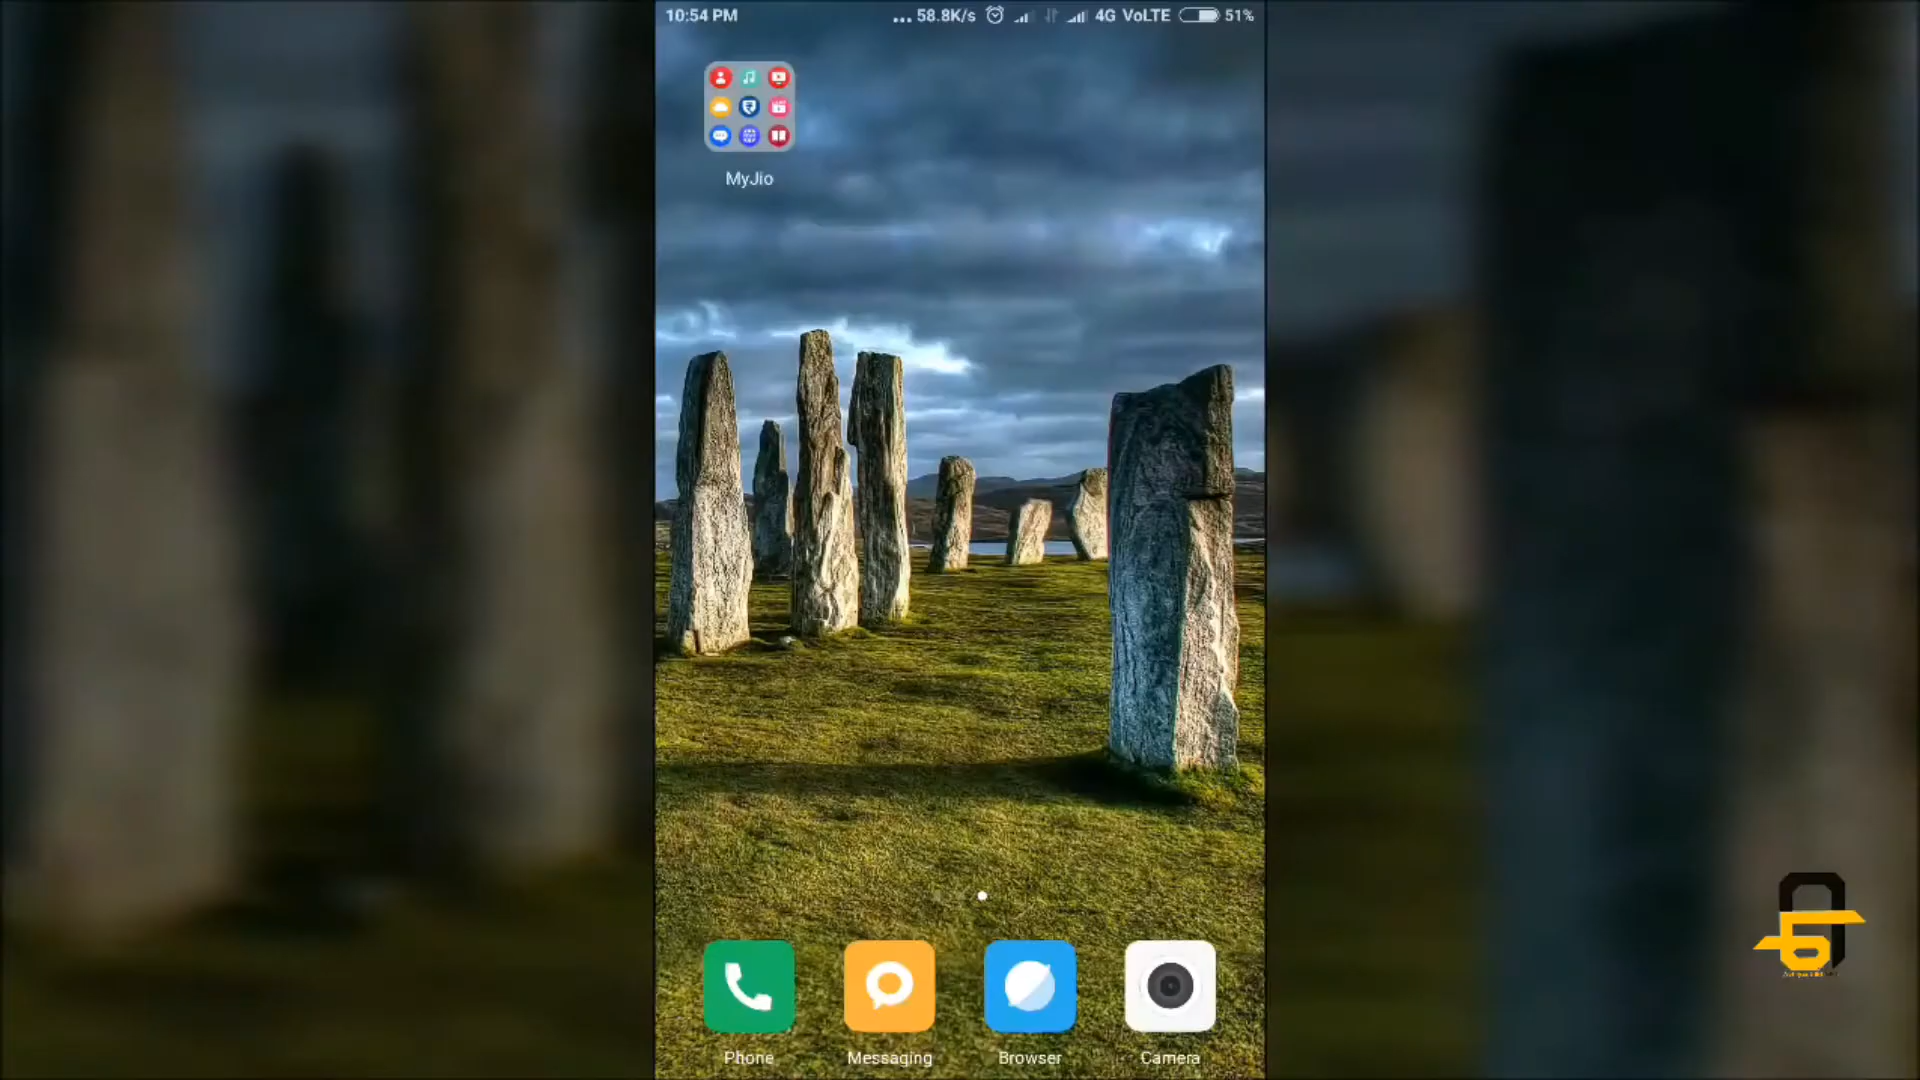 10:54 PM
... 58.8K/s 4G VoLTE 51%
MyJio
Phone
Messaging
Browser
Camera